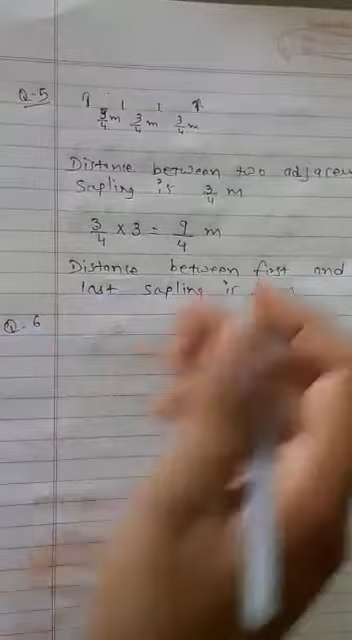 Q-5
3/4 m 3/4 m 3/4 m
Distance between two
Sapling is 3/4 m
3/4 × 3 = 9/4 m
Distance between first and
last sapling is
Q-6